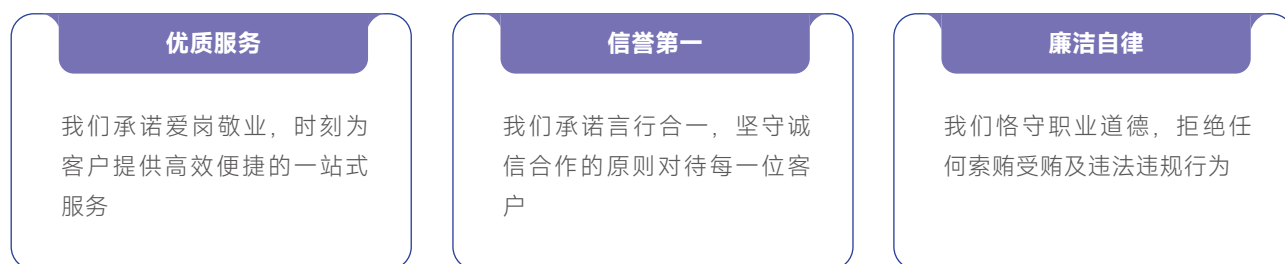 优质服务
我们承诺爱岗敬业，时刻为
客户提供高效便捷的一站式
服务
信誉第一
我们承诺言行合一，坚守诚
信合作的原则对待每一位客
户
廉洁自律
我们恪守职业道德，拒绝任
何索贿受贿及违法违规行为